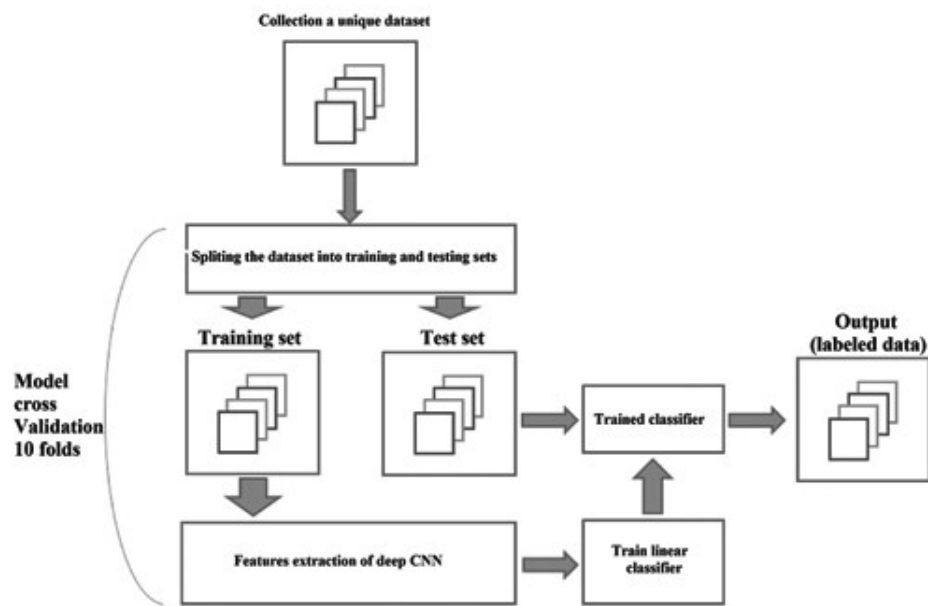 Collection a unique dataset
Spliting the dataset into training and testing sets
Training set
Test set
Output
(labeled data)
Model
cross
Validation
10 folds
Trained classifier
Features extraction of deep CNN
Train linear
classifier